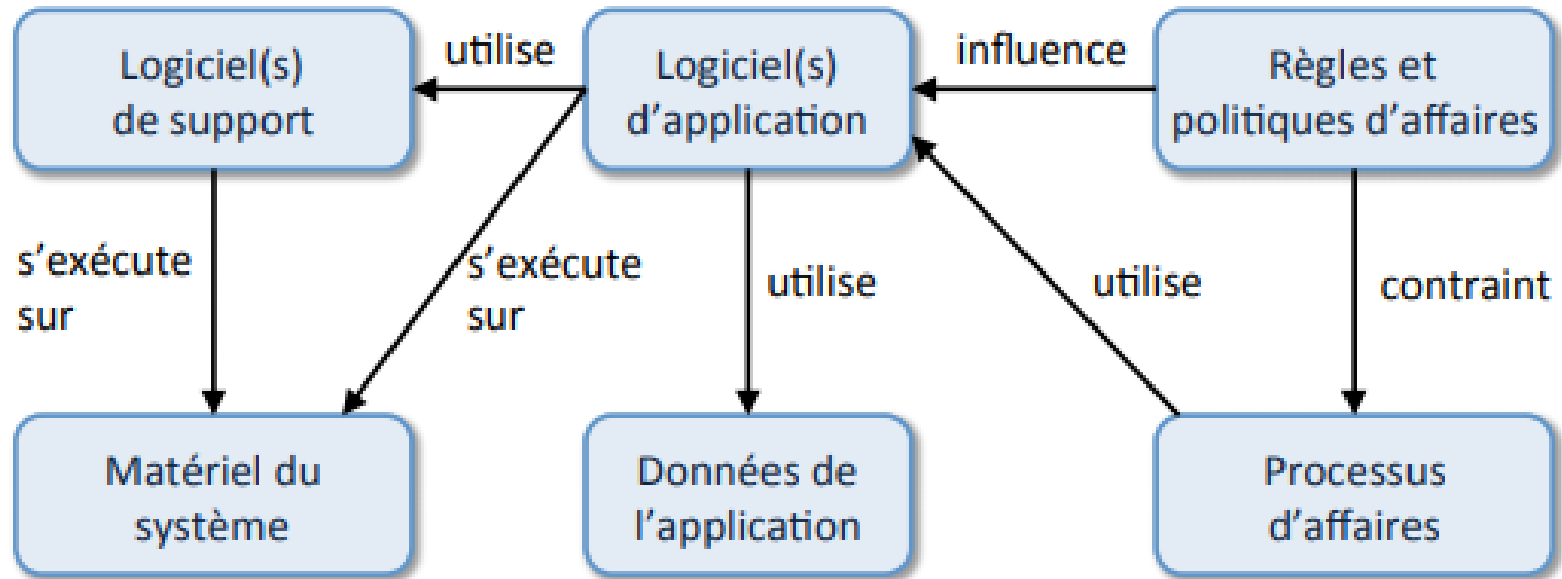 Logiciel(s)
de support
utilise
Logiciel(s)
d'application
influence
Règles et
politiques d'affaires
s'exécute
sur
s'exécute
sur
utilise
utilise
contraint
Matériel du
système
Données de
l'application
Processus
d'affaires